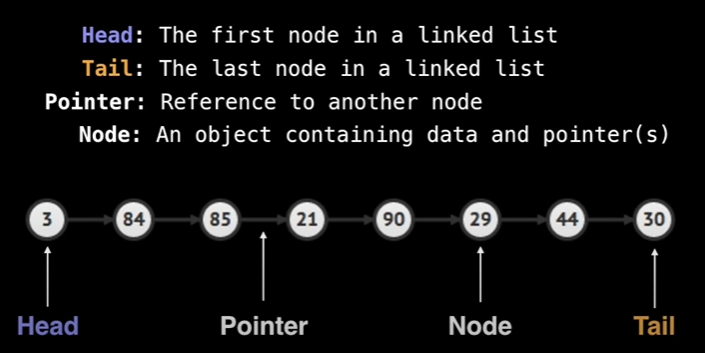 Head: The first node in a linked list
Tail: The last node in a linked list
Pointer: Reference to another node
Node: An object containing data and pointer(s)
3 84 85 21 90 29 44 30
Head Pointer Node Tail